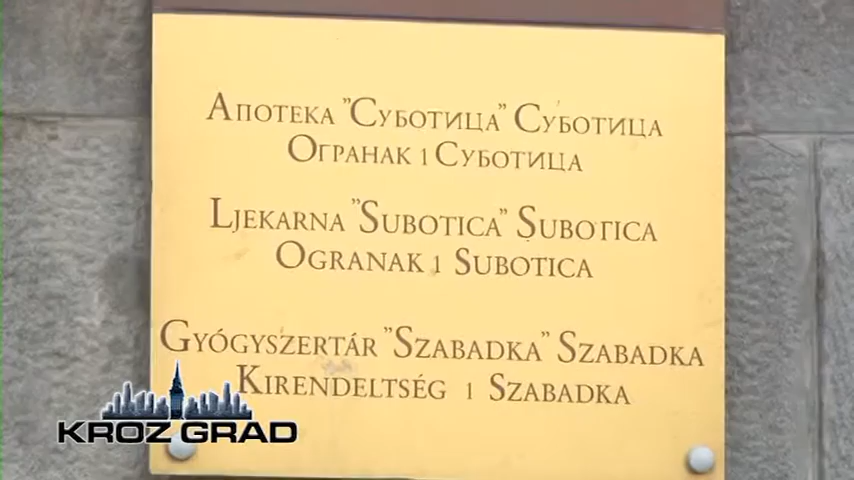 Апотека "Суботица" Суботица
Огранак 1 Суботица
Ljekarna "Subotica" Subotica
Ogranak 1 Subotica
Gyógyszertár "Szabadka" Szabadka
Kirendeltség 1 Szabadka
KROZ GRAD